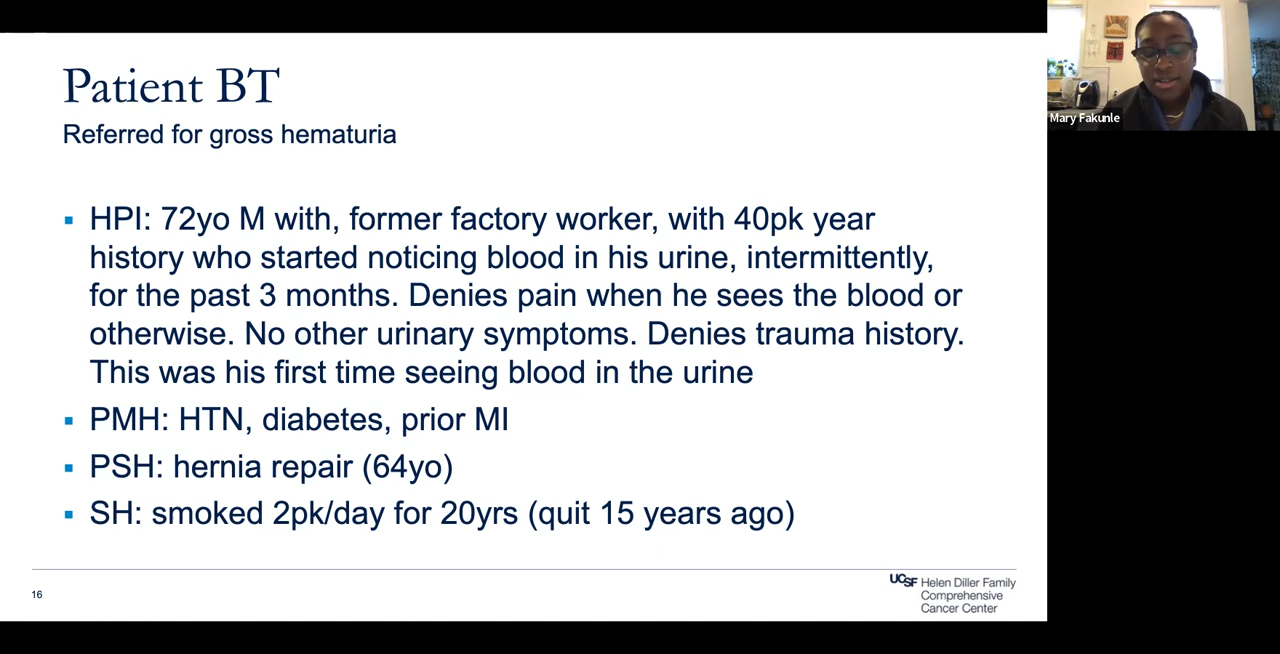 Patient BT
Referred for gross hematuria
▪ HPI: 72yo M with, former factory worker, with 40pk year
history who started noticing blood in his urine, intermittently,
for the past 3 months. Denies pain when he sees the blood or
otherwise. No other urinary symptoms. Denies trauma history.
This was his first time seeing blood in the urine
▪ PMH: HTN, diabetes, prior MI
▪ PSH: hernia repair (64yo)
▪ SH: smoked 2pk/day for 20yrs (quit 15 years ago)
16
UCSF Helen Diller Family
Comprehensive
Cancer Center
Mary Fakunle